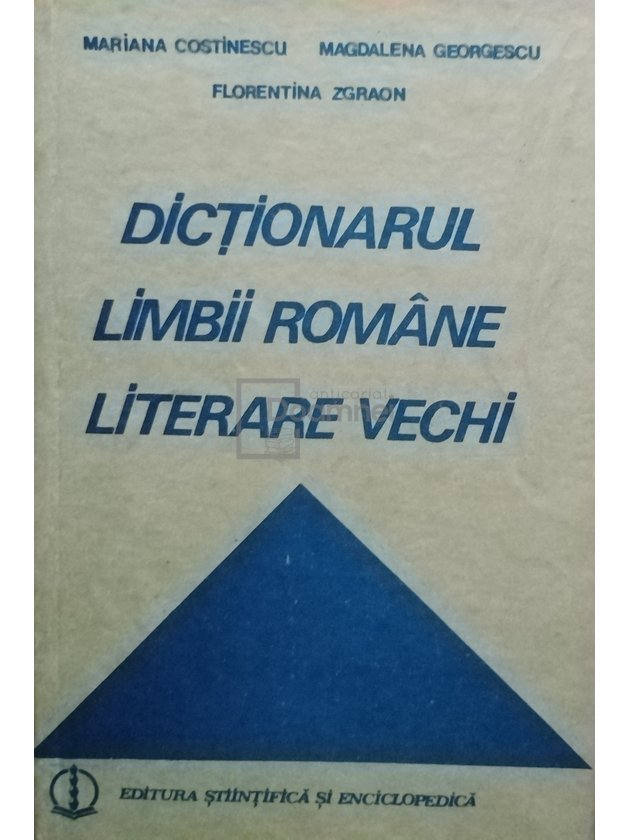 MARIANA COSTINESCU MAGDALENA GEORGESCU
FLORENTINA ZGRAON
DICȚIONARUL
LIMBII ROMÂNE
LITERARE VECHI
EDITURA ȘTIINȚIFICĂ ȘI ENCICLOPEDICĂ